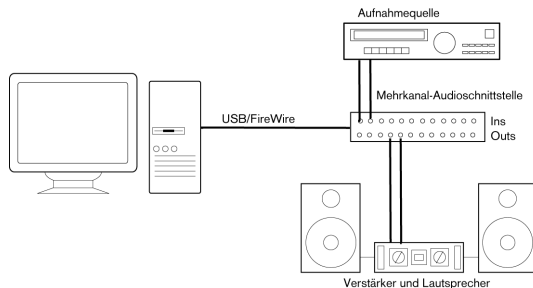 Aufnahmequelle
Mehrkanal-Audioschnittstelle
USB/FireWire
Ins
Outs
Verstärker und Lautsprecher